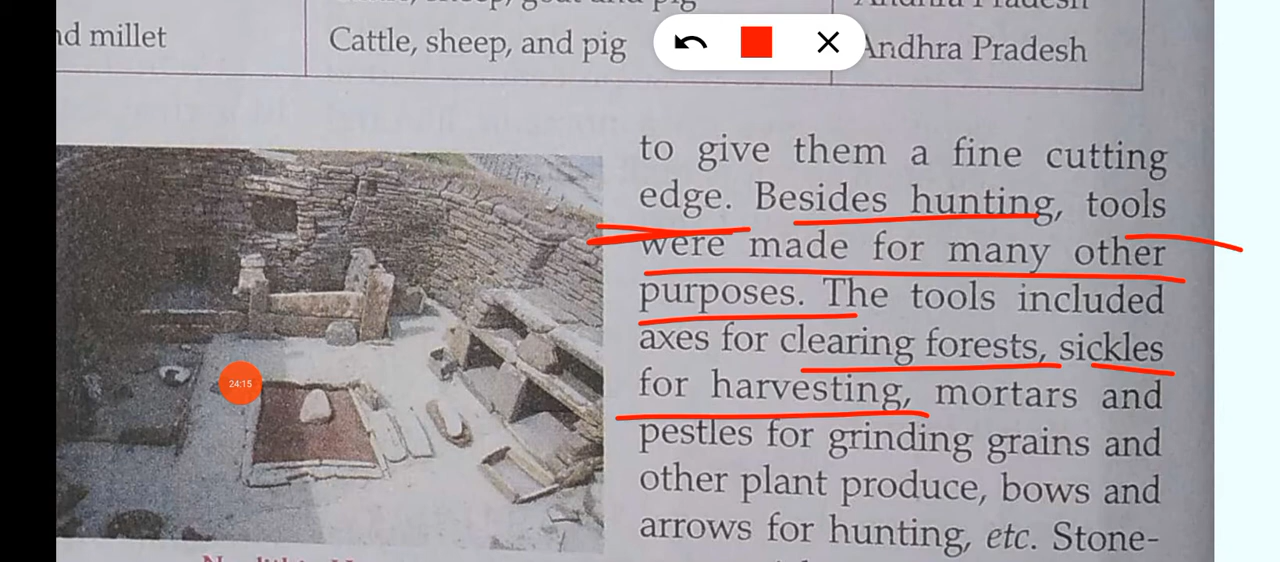 nd millet
Cattle, sheep, and pig
Andhra Pradesh
24:15
to give them a fine cutting
edge. Besides hunting, tools
were made for many other
purposes. The tools included
axes for clearing forests, sickles
for harvesting, mortars and
pestles for grinding grains and
other plant produce, bows and
arrows for hunting, etc. Stone-